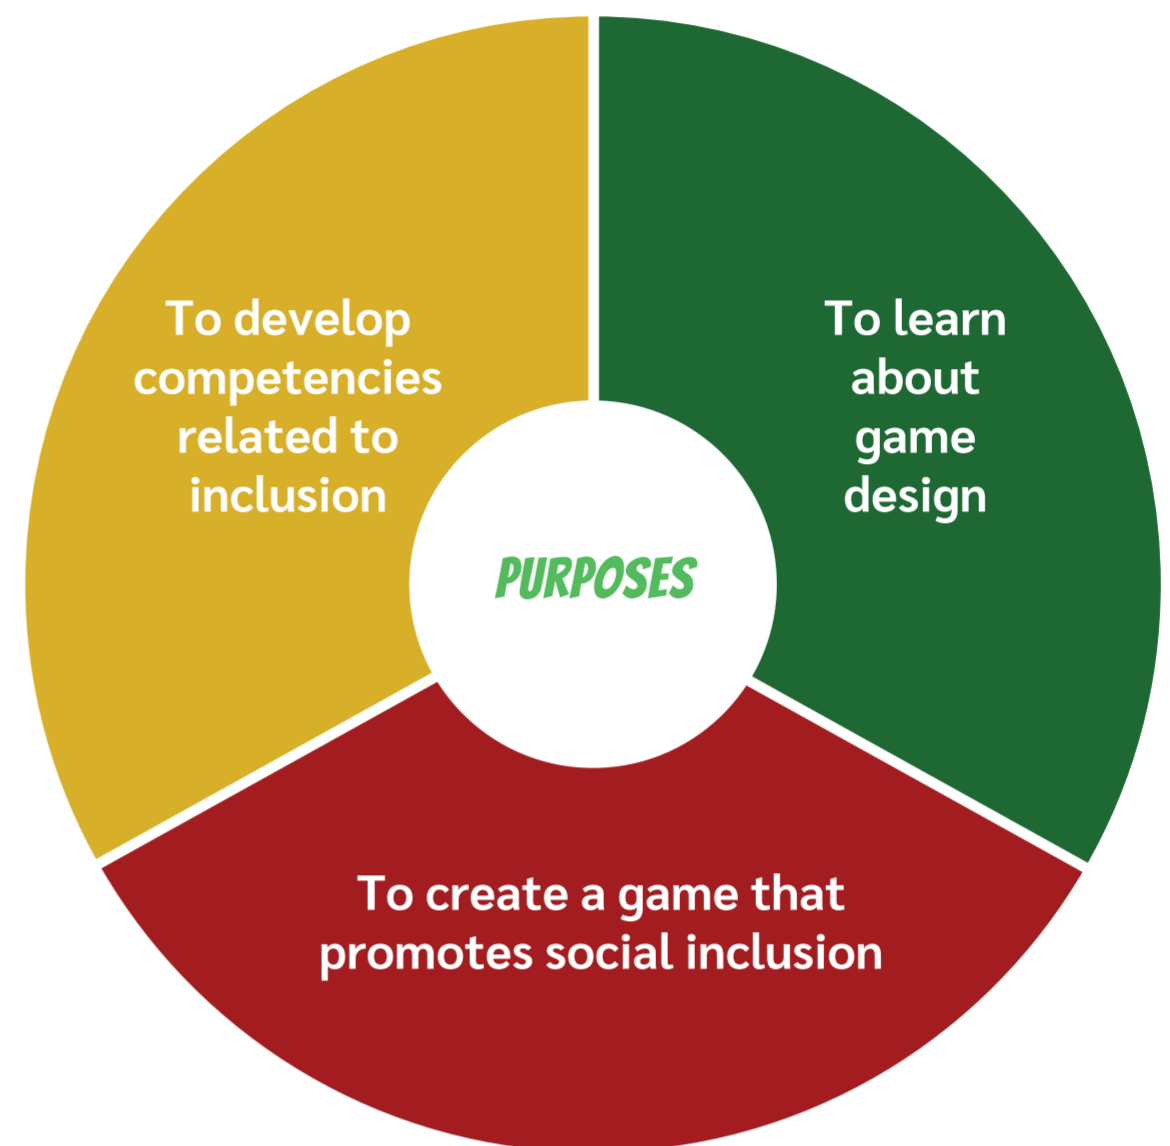 To develop
competencies
related to
inclusion
To learn
about
game
design
PURPOSES
To create a game that
promotes social inclusion